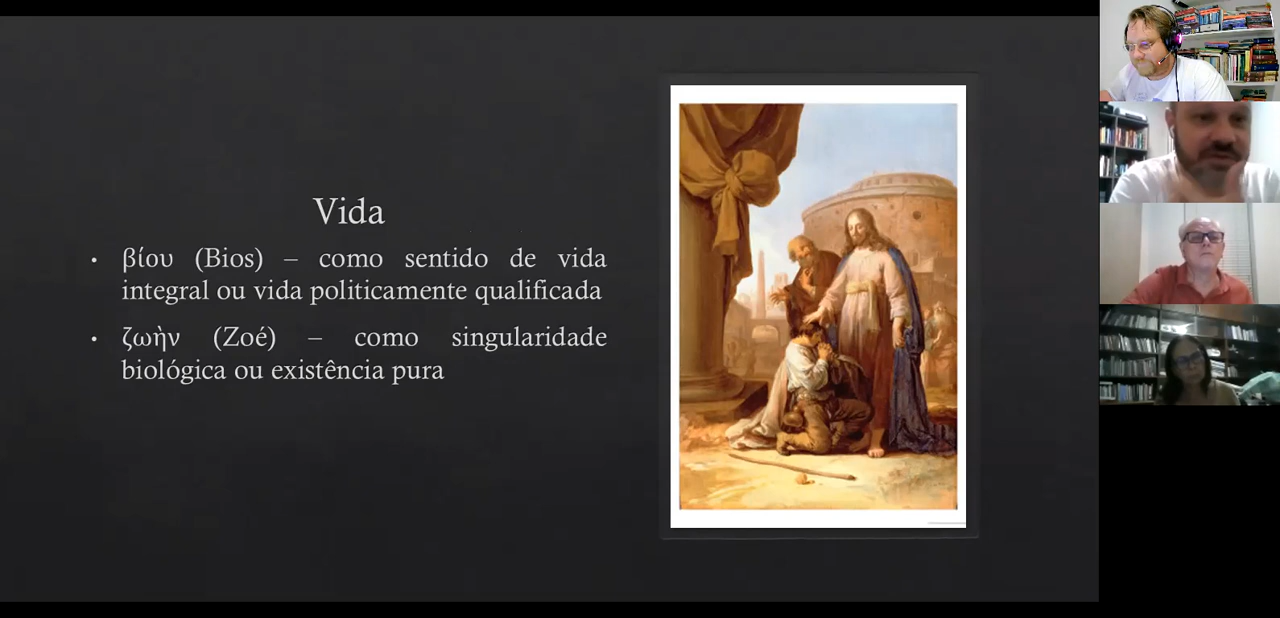 Vida
• βίου (Bios) – como sentido de vida
integral ou vida politicamente qualificada
• ζωὴν (Zoé) – como singularidade
biológica ou existência pura